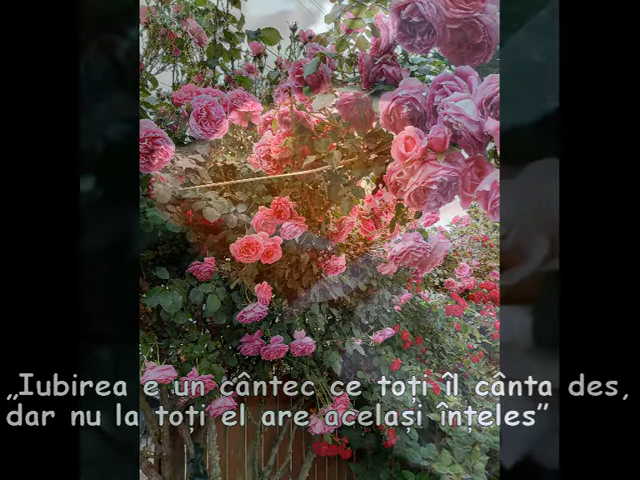 „Iubirea e un cântec ce toți îl cânta des,
dar nu la toți el are același înțeles”